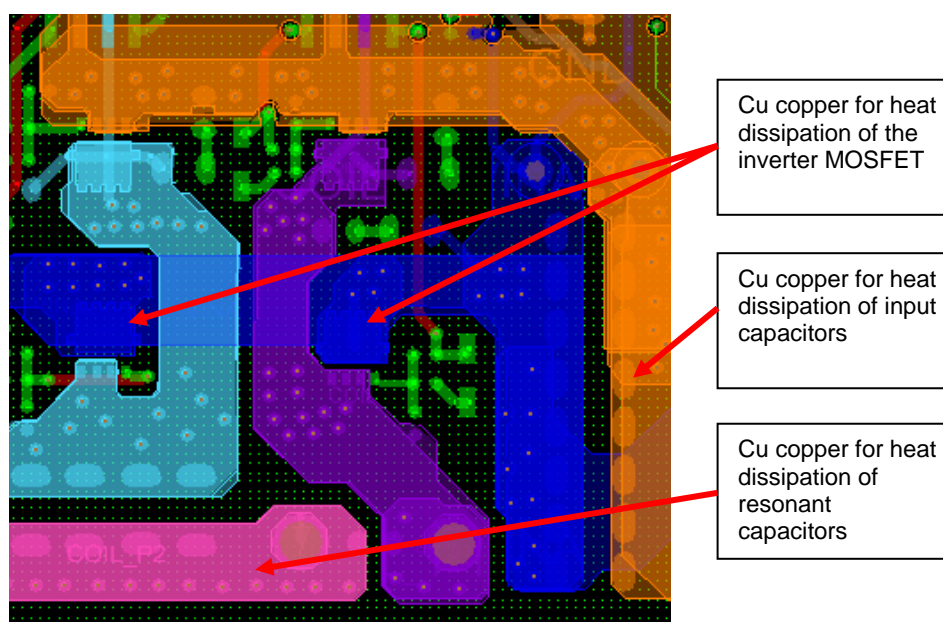 Cu copper for heat
dissipation of the
inverter MOSFET
Cu copper for heat
dissipation of input
capacitors
Cu copper for heat
dissipation of
resonant
capacitors
COIL_P2